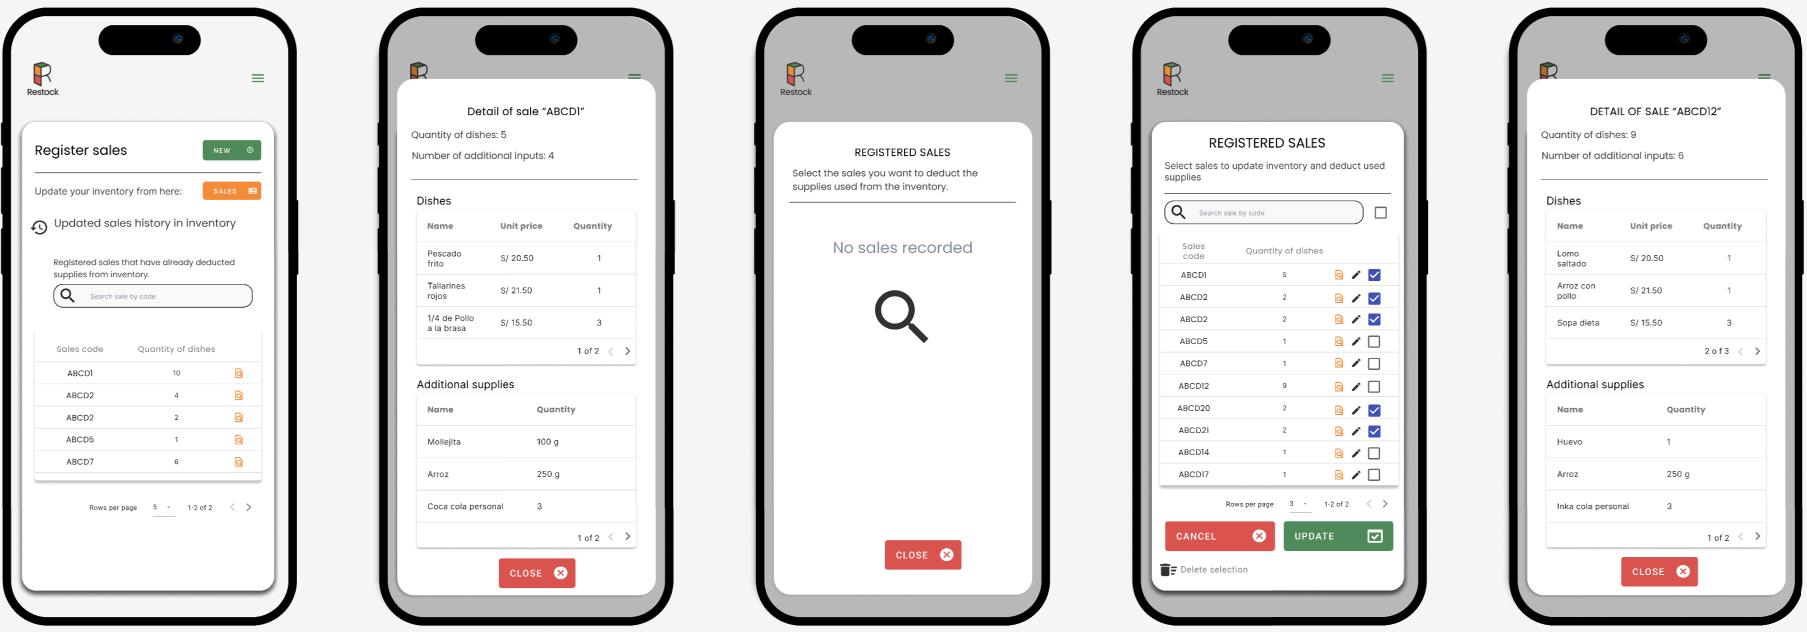 Restock
Register sales
NEW
Update your inventory from here:
SALES
Updated sales history in inventory
Registered sales that have already deducted
supplies from inventory.
Search sale by code
Sales code Quantity of dishes
ABCD1 10
ABCD2 4
ABCD2 2
ABCD5 1
ABCD7 6
Rows per page 5 1-2 of 2
Detail of sale “ABCD1”
Quantity of dishes: 5
Number of additional inputs: 4
Dishes
Name Unit price Quantity
Pescado
frito
S/ 20.50 1
Tallarines
rojos
S/ 21.50 1
1/4 de Pollo
a la brasa
S/ 15.50 3
1 of 2
Additional supplies
Name Quantity
Mollejita 100 g
Arroz 250 g
Coca cola personal 3
1 of 2
CLOSE
Restock
REGISTERED SALES
Select the sales you want to deduct the
supplies used from the inventory.
No sales recorded
CLOSE
Restock
REGISTERED SALES
Select sales to update inventory and deduct used
supplies
Search sale by code
Sales
code
Quantity of dishes
ABCD1 5
ABCD2 2
ABCD2 2
ABCD5 1
ABCD7 1
ABCD12 9
ABCD20 2
ABCD21 2
ABCD14 1
ABCD17 1
Rows per page 3 1-2 of 2
CANCEL
UPDATE
Delete selection
DETAIL OF SALE “ABCD12”
Quantity of dishes: 9
Number of additional inputs: 6
Dishes
Name Unit price Quantity
Lomo
saltado
S/ 20.50 1
Arroz con
pollo
S/ 21.50 1
Sopa dieta S/ 15.50 3
2 of 3
Additional supplies
Name Quantity
Huevo 1
Arroz 250 g
Inka cola personal 3
1 of 2
CLOSE